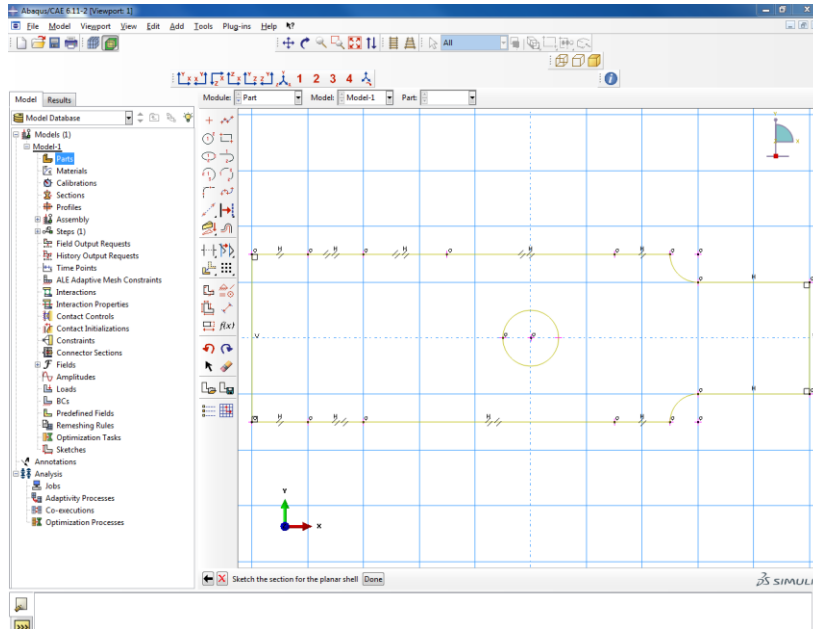 Abaqus/CAE 6.11-2 [Viewport: 1]
File Model Viewport View Edit Add Tools Plug-ins Help
All
1 2 3 4
Model Results
Module: Part Model: Model-1 Part:
Model Database
Models (1)
Model-1
Parts
Materials
Calibrations
Sections
Profiles
Assembly
Steps (1)
Field Output Requests
History Output Requests
Time Points
ALE Adaptive Mesh Constraints
Interactions
Interaction Properties
Contact Controls
Contact Initializations
Constraints
Connector Sections
Fields
Amplitudes
Loads
BCs
Predefined Fields
Remeshing Rules
Optimization Tasks
Sketches
Annotations
Analysis
Jobs
Adaptivity Processes
Co-executions
Optimization Processes
f(x)
H H H H H
H
V
H
H H H H
Y
X
Sketch the section for the planar shell Done
SIMULI
>>>